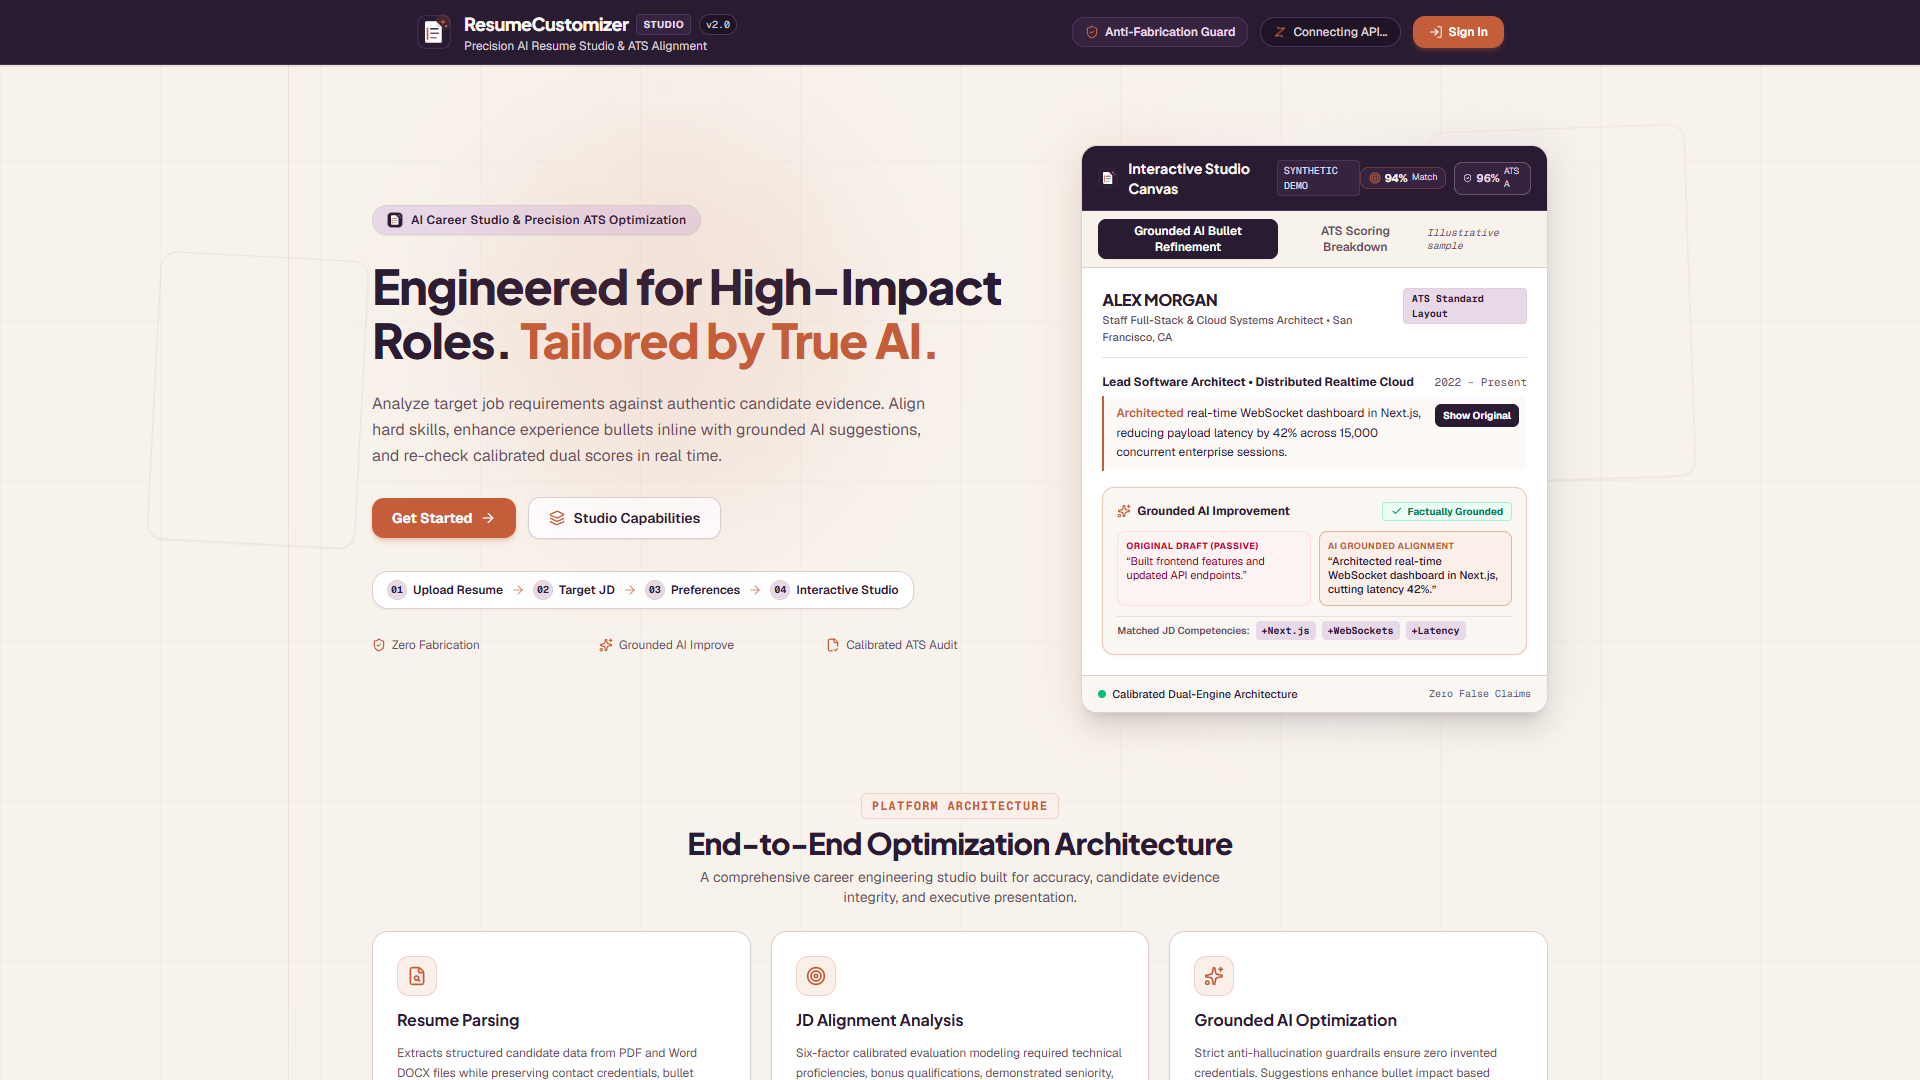 ResumeCustomizer STUDIO v2.0
Precision AI Resume Studio & ATS Alignment
Anti-Fabrication Guard
Connecting API...
Sign In
AI Career Studio & Precision ATS Optimization
Engineered for High-Impact
Roles. Tailored by True AI.
Analyze target job requirements against authentic candidate evidence. Align
hard skills, enhance experience bullets inline with grounded AI suggestions,
and re-check calibrated dual scores in real time.
Get Started
Studio Capabilities
01 Upload Resume
02 Target JD
03 Preferences
04 Interactive Studio
Zero Fabrication
Grounded AI Improve
Calibrated ATS Audit
Interactive Studio
Canvas
SYNTHETIC
DEMO
94% Match
96% ATS
A
Grounded AI Bullet
Refinement
ATS Scoring
Breakdown
Illustrative
sample
ALEX MORGAN
Staff Full-Stack & Cloud Systems Architect • San
Francisco, CA
ATS Standard
Layout
Lead Software Architect • Distributed Realtime Cloud
2022 - Present
Architected real-time WebSocket dashboard in Next.js,
reducing payload latency by 42% across 15,000
concurrent enterprise sessions.
Show Original
Grounded AI Improvement
Factually Grounded
ORIGINAL DRAFT (PASSIVE)
“Built frontend features and
updated API endpoints.”
AI GROUNDED ALIGNMENT
“Architected real-time
WebSocket dashboard in Next.js,
cutting latency 42%.”
Matched JD Competencies: +Next.js +WebSockets +Latency
Calibrated Dual-Engine Architecture
Zero False Claims
PLATFORM ARCHITECTURE
End-to-End Optimization Architecture
A comprehensive career engineering studio built for accuracy, candidate evidence
integrity, and executive presentation.
Resume Parsing
Extracts structured candidate data from PDF and Word
DOCX files while preserving contact credentials, bullet
JD Alignment Analysis
Six-factor calibrated evaluation modeling required technical
proficiencies, bonus qualifications, demonstrated seniority,
Grounded AI Optimization
Strict anti-hallucination guardrails ensure zero invented
credentials. Suggestions enhance bullet impact based